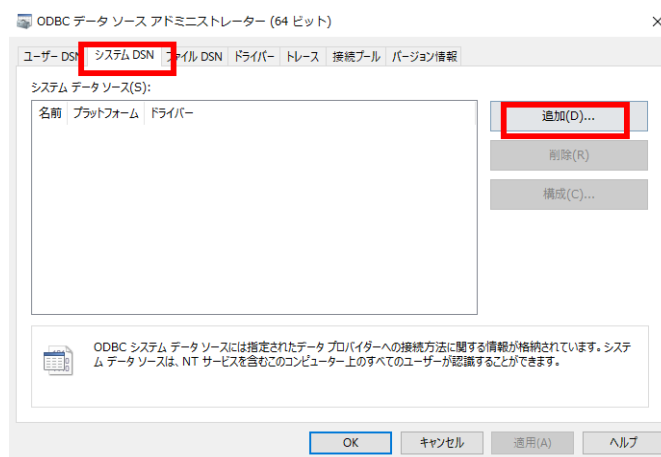 ODBC データ ソース アドミニストレーター (64 ビット)
ユーザー DSN システム DSN ファイル DSN ドライバー トレース 接続プール バージョン情報
システム データ ソース(S):
名前 プラットフォーム ドライバー
追加(D)...
削除(R)
構成(C)...
ODBC システム データ ソースには指定されたデータ プロバイダーへの接続方法に関する情報が格納されています。システ
ム データ ソースは、NT サービスを含むこのコンピューター上のすべてのユーザーが認識することができます。
OK キャンセル 適用(A) ヘルプ